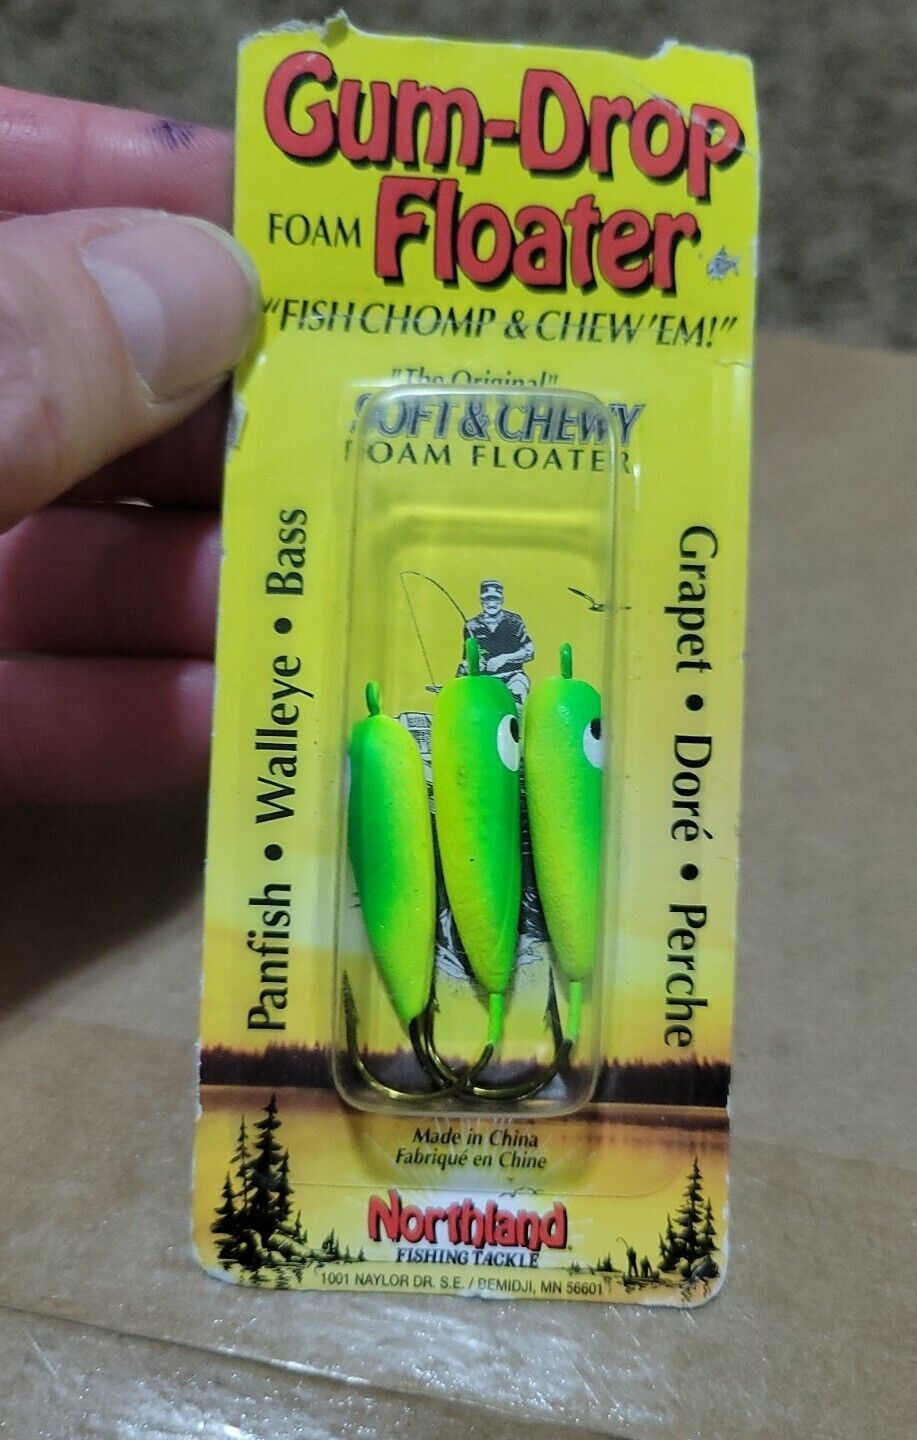 Gum-Drop
FOAM Floater
"FISH CHOMP & CHEW 'EM!"
"The Original"
SOFT & CHEWY
FOAM FLOATER
Panfish • Walleye • Bass
Grapet • Doré • Perche
Made in China
Fabriqué en Chine
Northland
FISHING TACKLE
1001 NAYLOR DR. S.E. / BEMIDJI, MN 56601